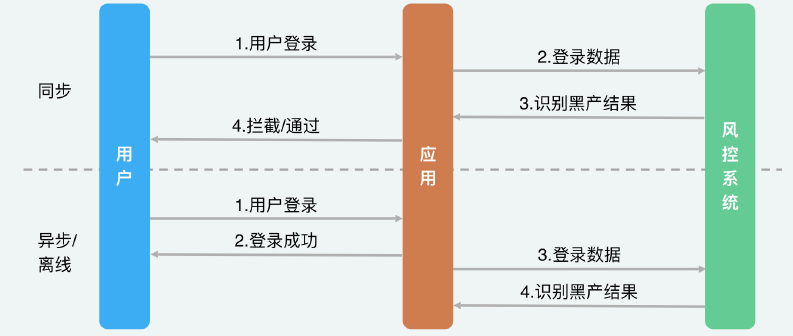 1.用户登录
2.登录数据
同步
3.识别黑产结果
4.拦截/通过
用户
应用
风控系统
1.用户登录
异步/
离线
2.登录成功
3.登录数据
4.识别黑产结果